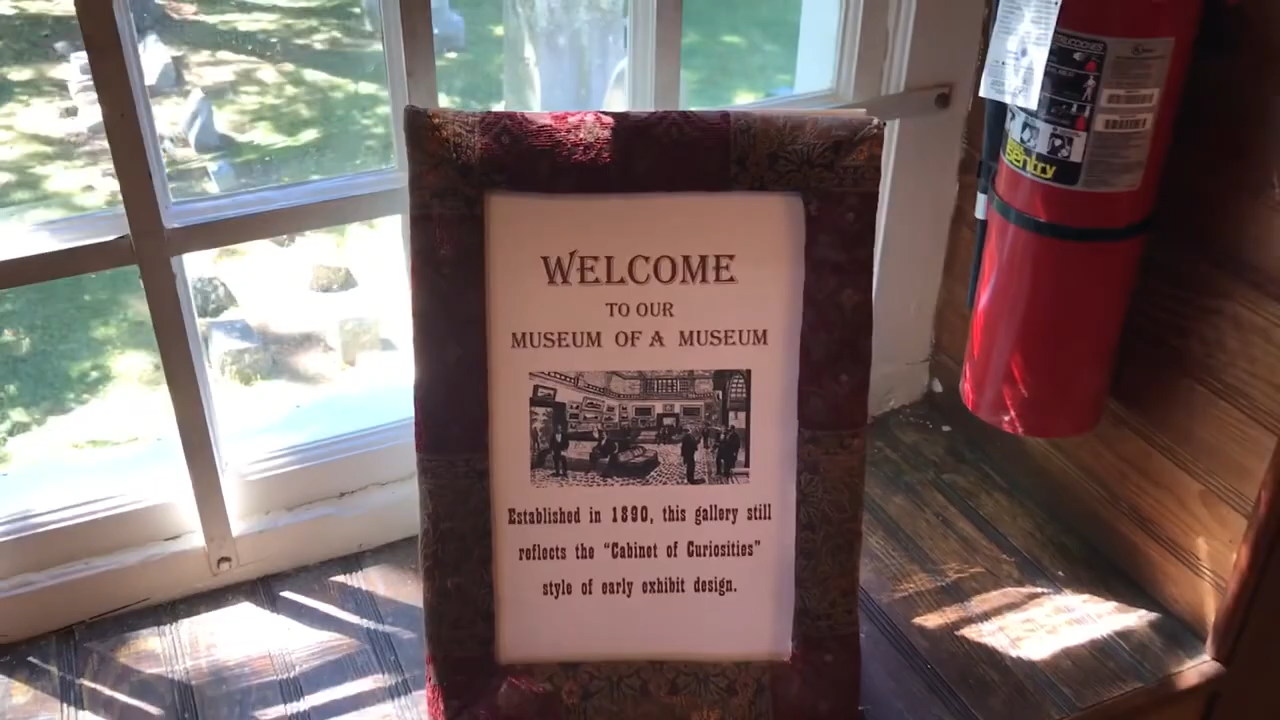 WELCOME
TO OUR
MUSEUM OF A MUSEUM
Established in 1890, this gallery still
reflects the "Cabinet of Curiosities"
style of early exhibit design.
Sentry